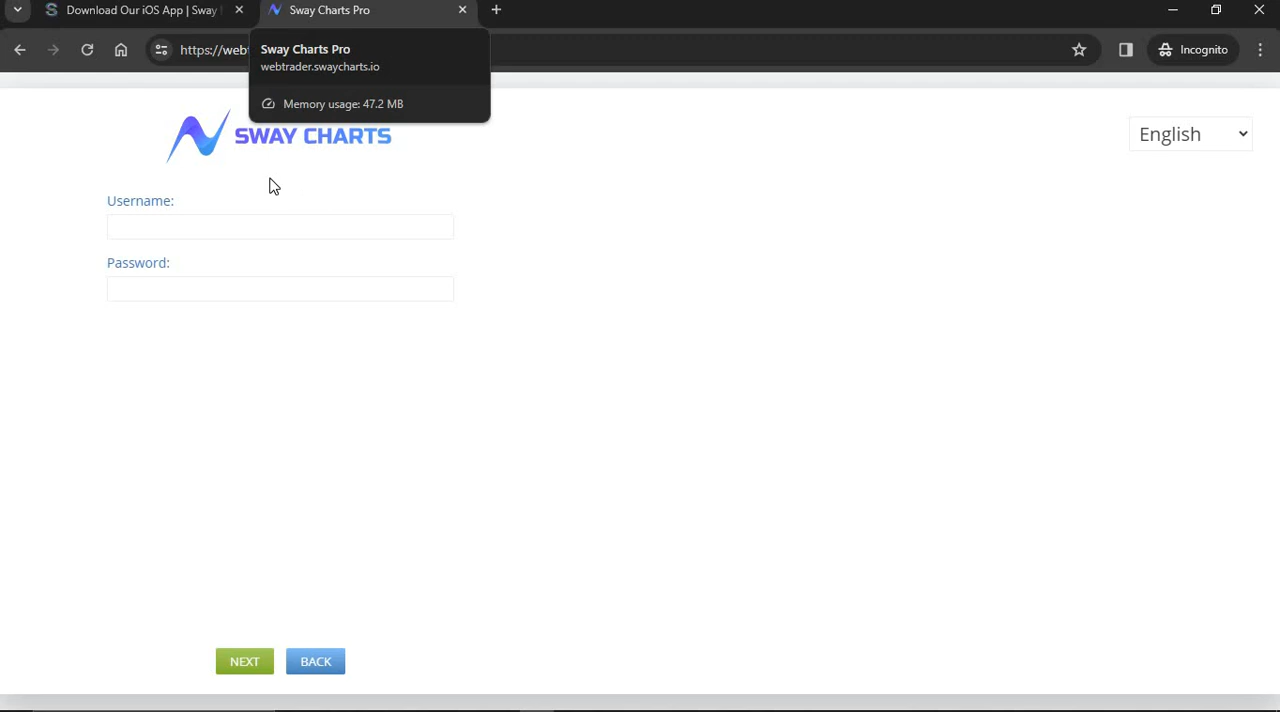 Download Our iOS App | Sway
Sway Charts Pro
https://webt
Incognito
Sway Charts Pro
webtrader.swaycharts.io
Memory usage: 47.2 MB
SWAY CHARTS
English
Username:
Password:
NEXT
BACK